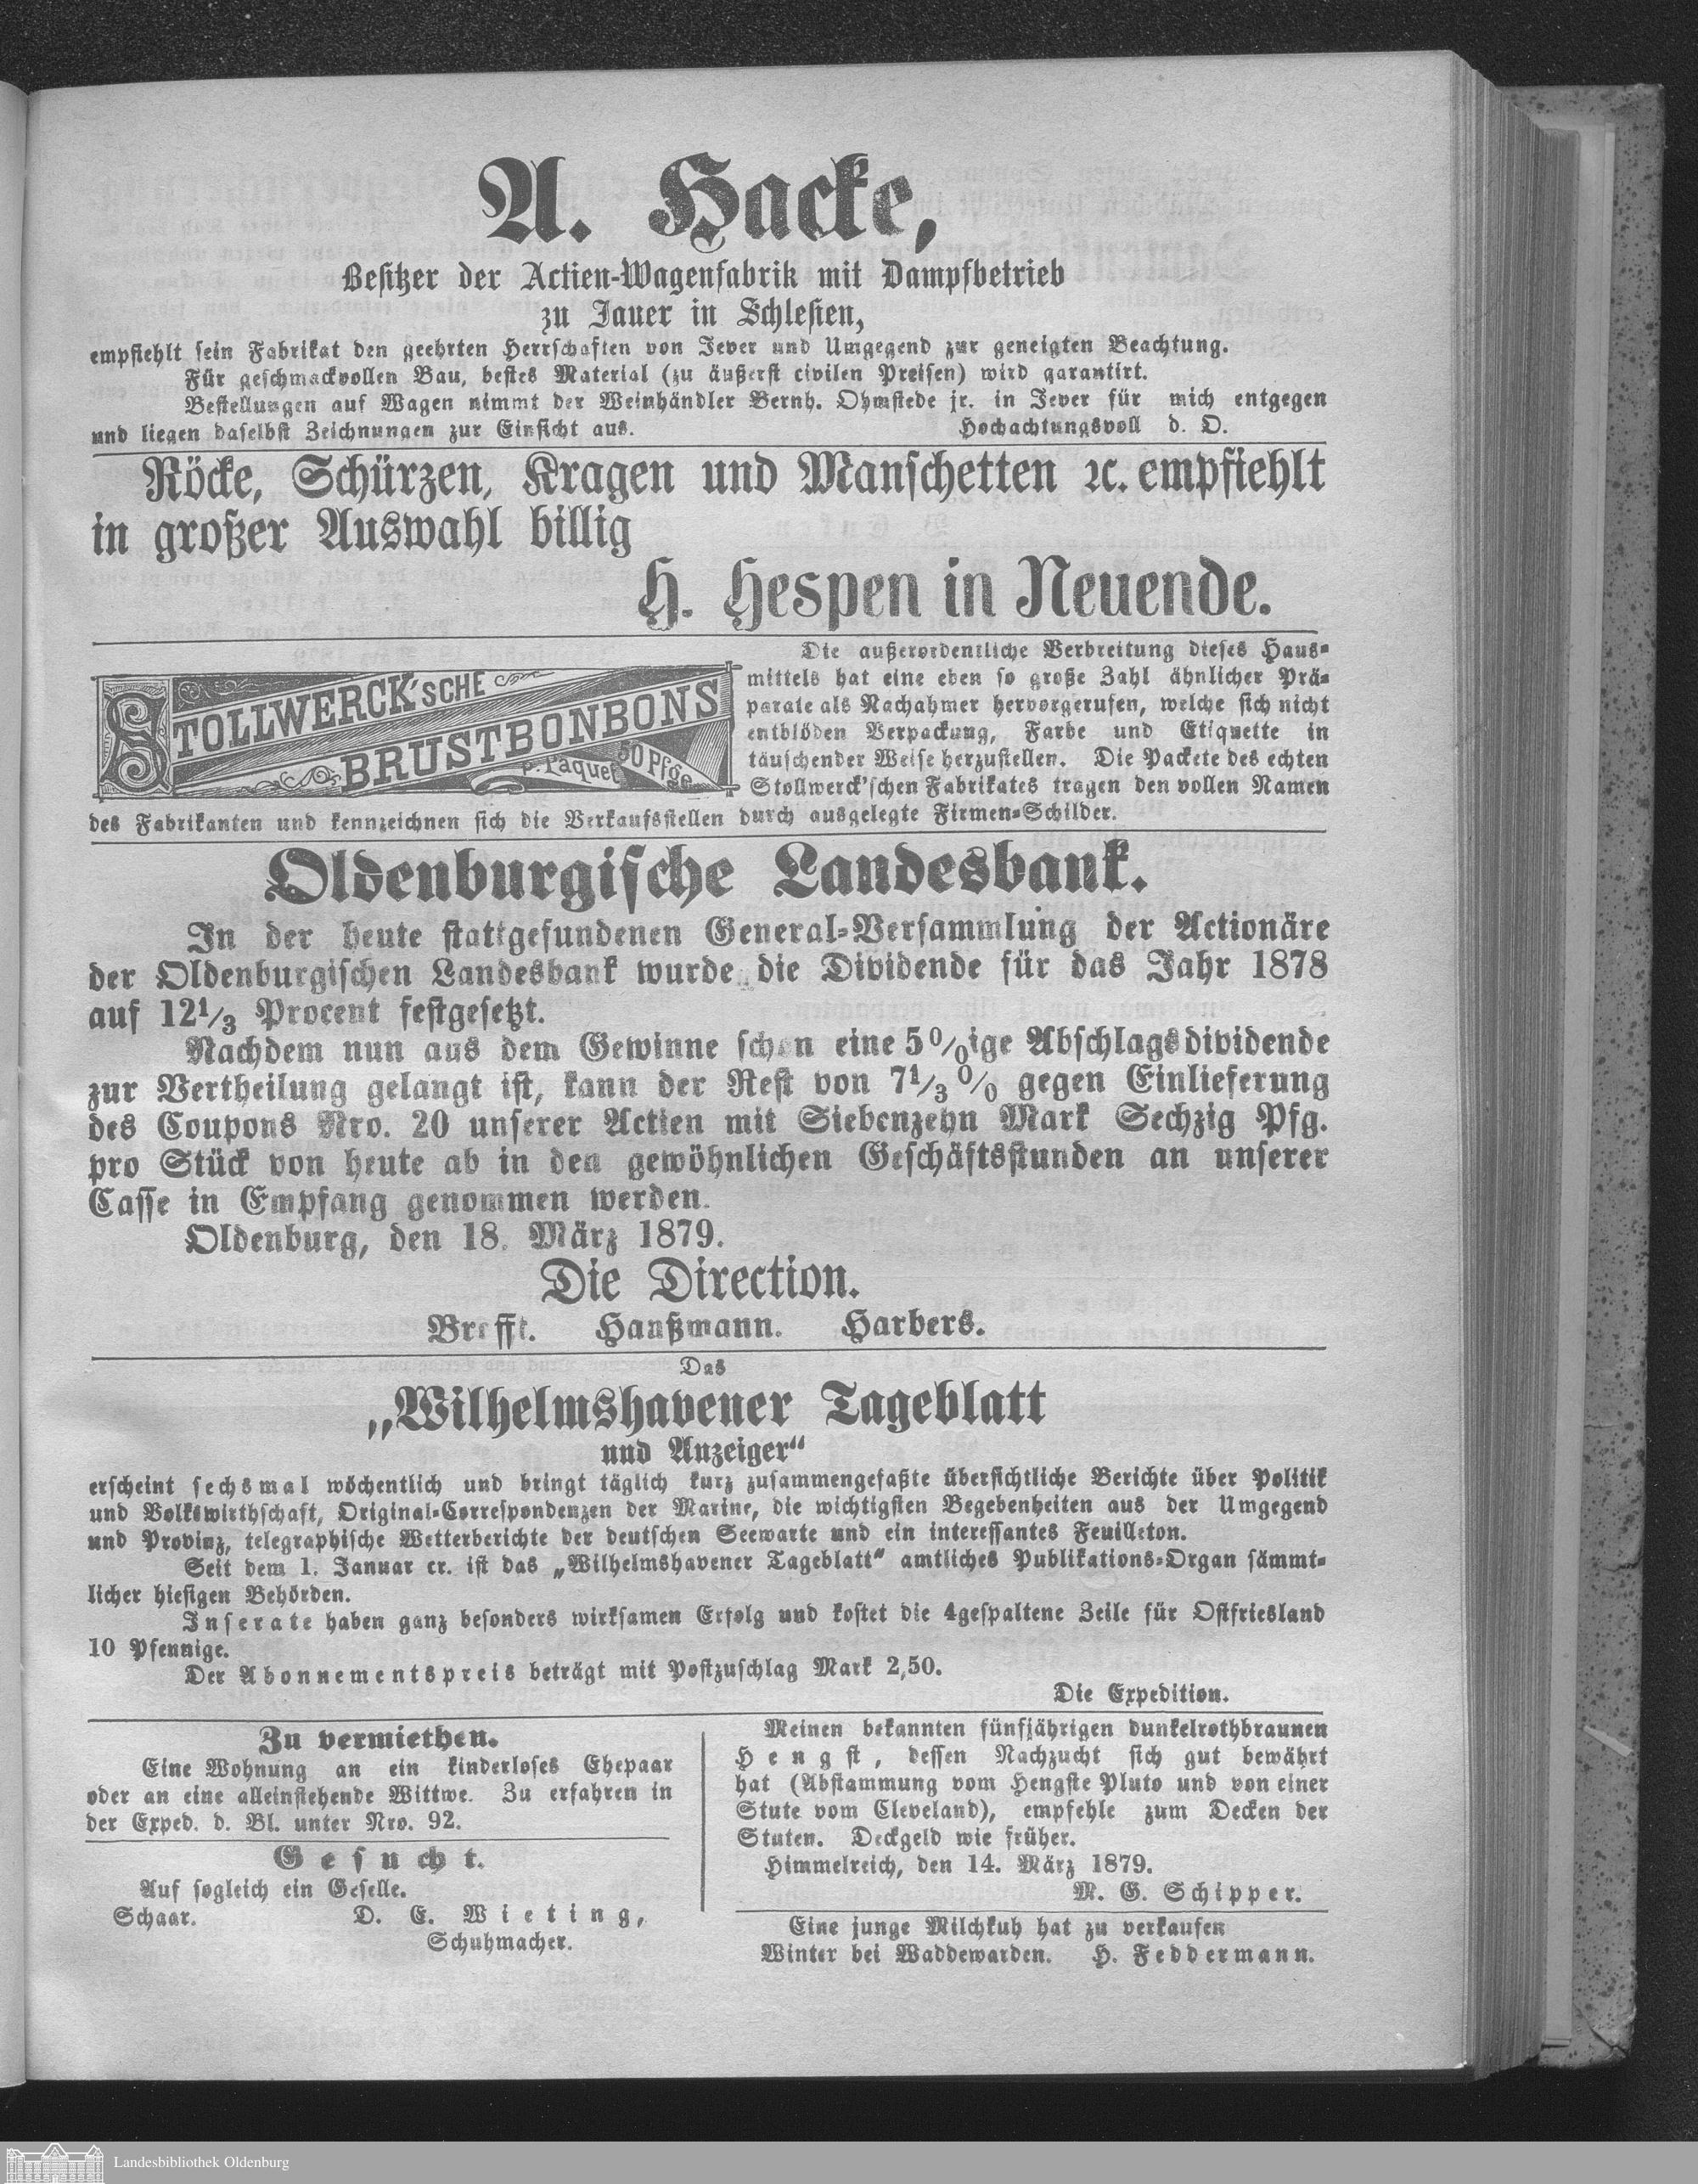 A. Hacke,
Besitzer der Actien-Wagenfabrik mit Dampfbetrieb
zu Jauer in Schlesien,
empfiehlt sein Fabrikat den geehrten Herrschaften von Jever und Umgegend zur geneigten Beachtung.
Für geschmackvollen Bau, bestes Material (zu äußerst civilen Preisen) wird garantirt.
Bestellungen auf Wagen nimmt der Weinhändler Bernh. Ohmstede jr. in Jever für mich entgegen
und liegen daselbst Zeichnungen zur Einsicht aus. Hochachtungsvoll d. O.
Röcke, Schürzen, Kragen und Manschetten ꝛc. empfiehlt
in großer Auswahl billig
H. Hespen in Neuende.
STOLLWERCK'SCHE
BRUSTBONBONS
p. Paquet 50 Pfge.
Die außerordentliche Verbreitung dieses Haus-
mittels hat eine eben so große Zahl ähnlicher Prä-
parate als Nachahmer hervorgerufen, welche sich nicht
entblöden Verpackung, Farbe und Etiquette in
täuschender Weise herzustellen. Die Packete des echten
Stollwerck'schen Fabrikates tragen den vollen Namen
des Fabrikanten und kennzeichnen sich die Verkaufsstellen durch ausgelegte Firmen-Schilder.
Oldenburgische Landesbank.
In der heute stattgefundenen General-Versammlung der Actionäre
der Oldenburgischen Landesbank wurde die Dividende für das Jahr 1878
auf 12⅓ Procent festgesetzt.
Nachdem nun aus dem Gewinne schon eine 5%ige Abschlagsdividende
zur Vertheilung gelangt ist, kann der Rest von 7⅓ % gegen Einlieferung
des Coupons Nro. 20 unserer Actien mit Siebenzehn Mark Sechzig Pfg.
pro Stück von heute ab in den gewöhnlichen Geschäftsstunden an unserer
Casse in Empfang genommen werden.
Oldenburg, den 18. März 1879.
Die Direction.
Haußmann. Harbers.
Das
„Wilhelmshavener Tageblatt
und Anzeiger“
erscheint sechsmal wöchentlich und bringt täglich kurz zusammengefaßte übersichtliche Berichte über Politik
und Volkswirthschaft, Original-Correspondenzen der Marine, die wichtigsten Begebenheiten aus der Umgegend
und Provinz, telegraphische Wetterberichte der deutschen Seewarte und ein interessantes Feuilleton.
Seit dem 1. Januar cr. ist das „Wilhelmshavener Tageblatt“ amtliches Publikations-Organ sämmt-
licher hiesigen Behörden.
Inserate haben ganz besonders wirksamen Erfolg und kostet die 4gespaltene Zeile für Ostfriesland
10 Pfennige.
Der Abonnementspreis beträgt mit Postzuschlag Mark 2,50.
Die Expedition.
Zu vermiethen.
Eine Wohnung an ein kinderloses Ehepaar
oder an eine alleinstehende Wittwe. Zu erfahren in
der Exped. d. Bl. unter Nro. 92.
Gesucht.
Auf sogleich ein Geselle.
Schaar. D. E. Wieting,
Schuhmacher.
Meinen bekannten fünfjährigen dunkelrothbraunen
Hengst, dessen Nachzucht sich gut bewährt
hat (Abstammung vom Hengste Pluto und von einer
Stute vom Cleveland), empfehle zum Decken der
Stuten. Deckgeld wie früher.
Himmelreich, den 14. März 1879.
M. G. Schipper.
Eine junge Milchkuh hat zu verkaufen
Winter bei Waddewarden. H. Feddermann.
Landesbibliothek Oldenburg